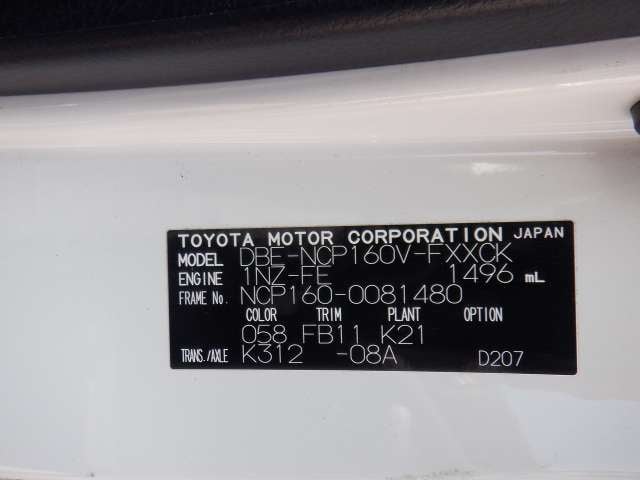 TOYOTA MOTOR CORPORATION JAPAN
MODEL DBE-NCP160V-FXXCK
ENGINE 1NZ-FE 1496 mL
FRAME No. NCP160-0081480
COLOR TRIM PLANT OPTION
058 FB11 K21
TRANS./AXLE K312 -08A D207